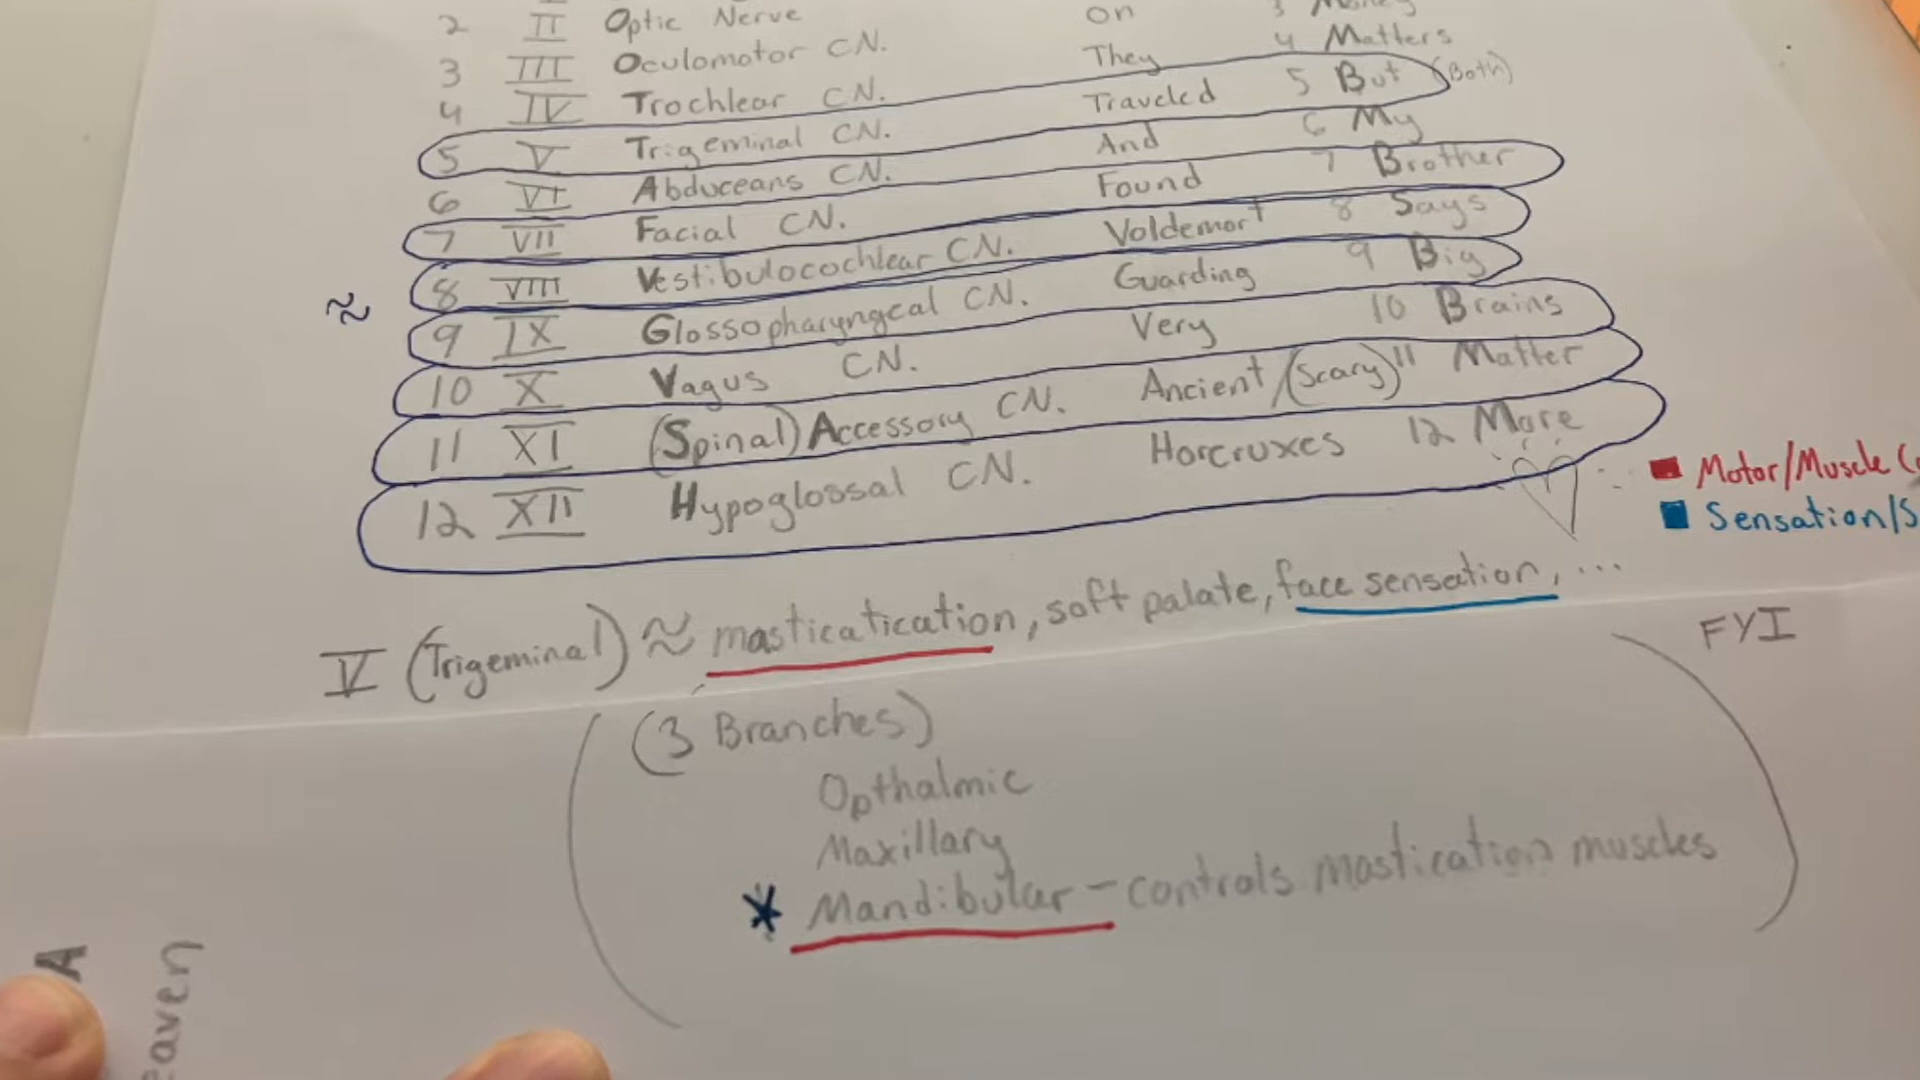 2 II Optic Nerve On 3 Money
3 III Oculomotor CN. They 4 Matters
4 IV Trochlear CN. Traveled 5 But (Both)
5 V Trigeminal CN. And 6 My
6 VI Abduceans CN. Found 7 Brother
7 VII Facial CN. Voldemort 8 Says
8 VIII Vestibulocochlear CN. Guarding 9 Big
9 IX Glossopharyngeal CN. Very 10 Brains
10 X Vagus CN. Ancient/(Scary) 11 Matter
11 XI (Spinal) Accessory CN. Horcruxes 12 More
12 XII Hypoglossal CN.
Motor/Muscle
Sensation/S
V (Trigeminal) ≈ masticatication, soft palate, face sensation, ...
FYI
(3 Branches)
Opthalmic
Maxillary
* Mandibular - controls mastication muscles
A
eaven